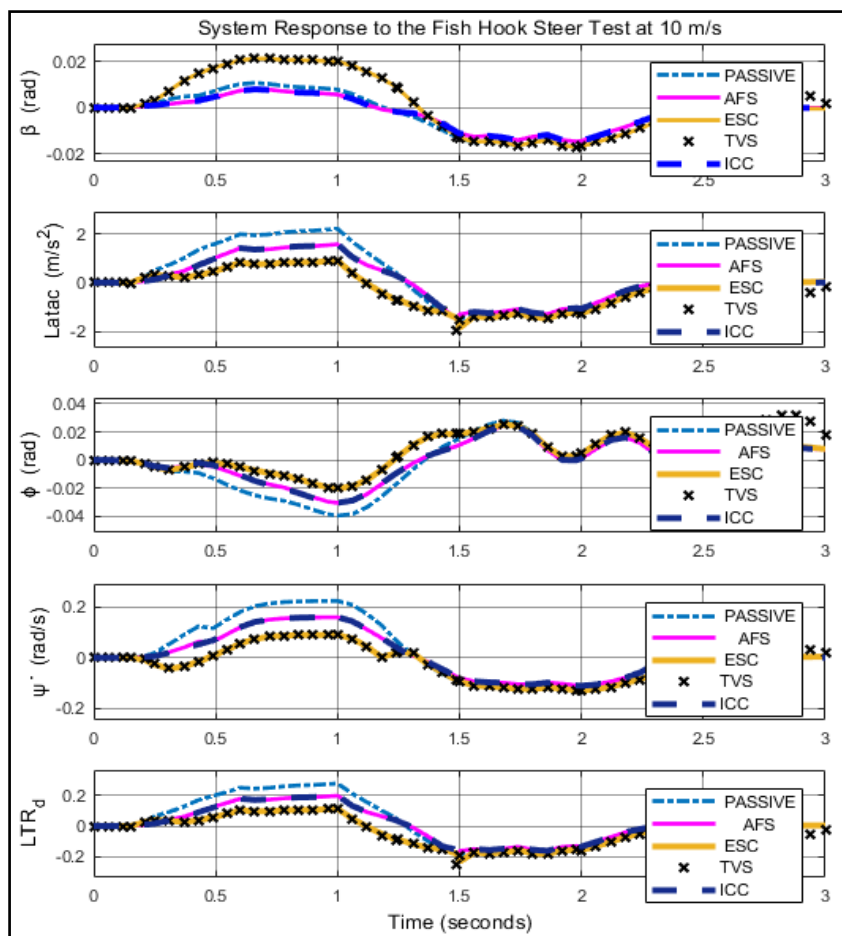 System Response to the Fish Hook Steer Test at 10 m/s
β (rad)
0.02
0
-0.02
0
0.5
1
1.5
2
2.5
3
PASSIVE
AFS
ESC
TVS
ICC
Latac (m/s²)
2
0
-2
0
0.5
1
1.5
2
2.5
3
PASSIVE
AFS
ESC
TVS
ICC
ϕ (rad)
0.04
0.02
0
-0.02
-0.04
0
0.5
1
1.5
2
2.5
3
PASSIVE
AFS
ESC
TVS
ICC
ψ˙ (rad/s)
0.2
0
-0.2
0
0.5
1
1.5
2
2.5
3
PASSIVE
AFS
ESC
TVS
ICC
LTR_d
0.2
0
-0.2
0
0.5
1
1.5
2
2.5
3
PASSIVE
AFS
ESC
TVS
ICC
Time (seconds)